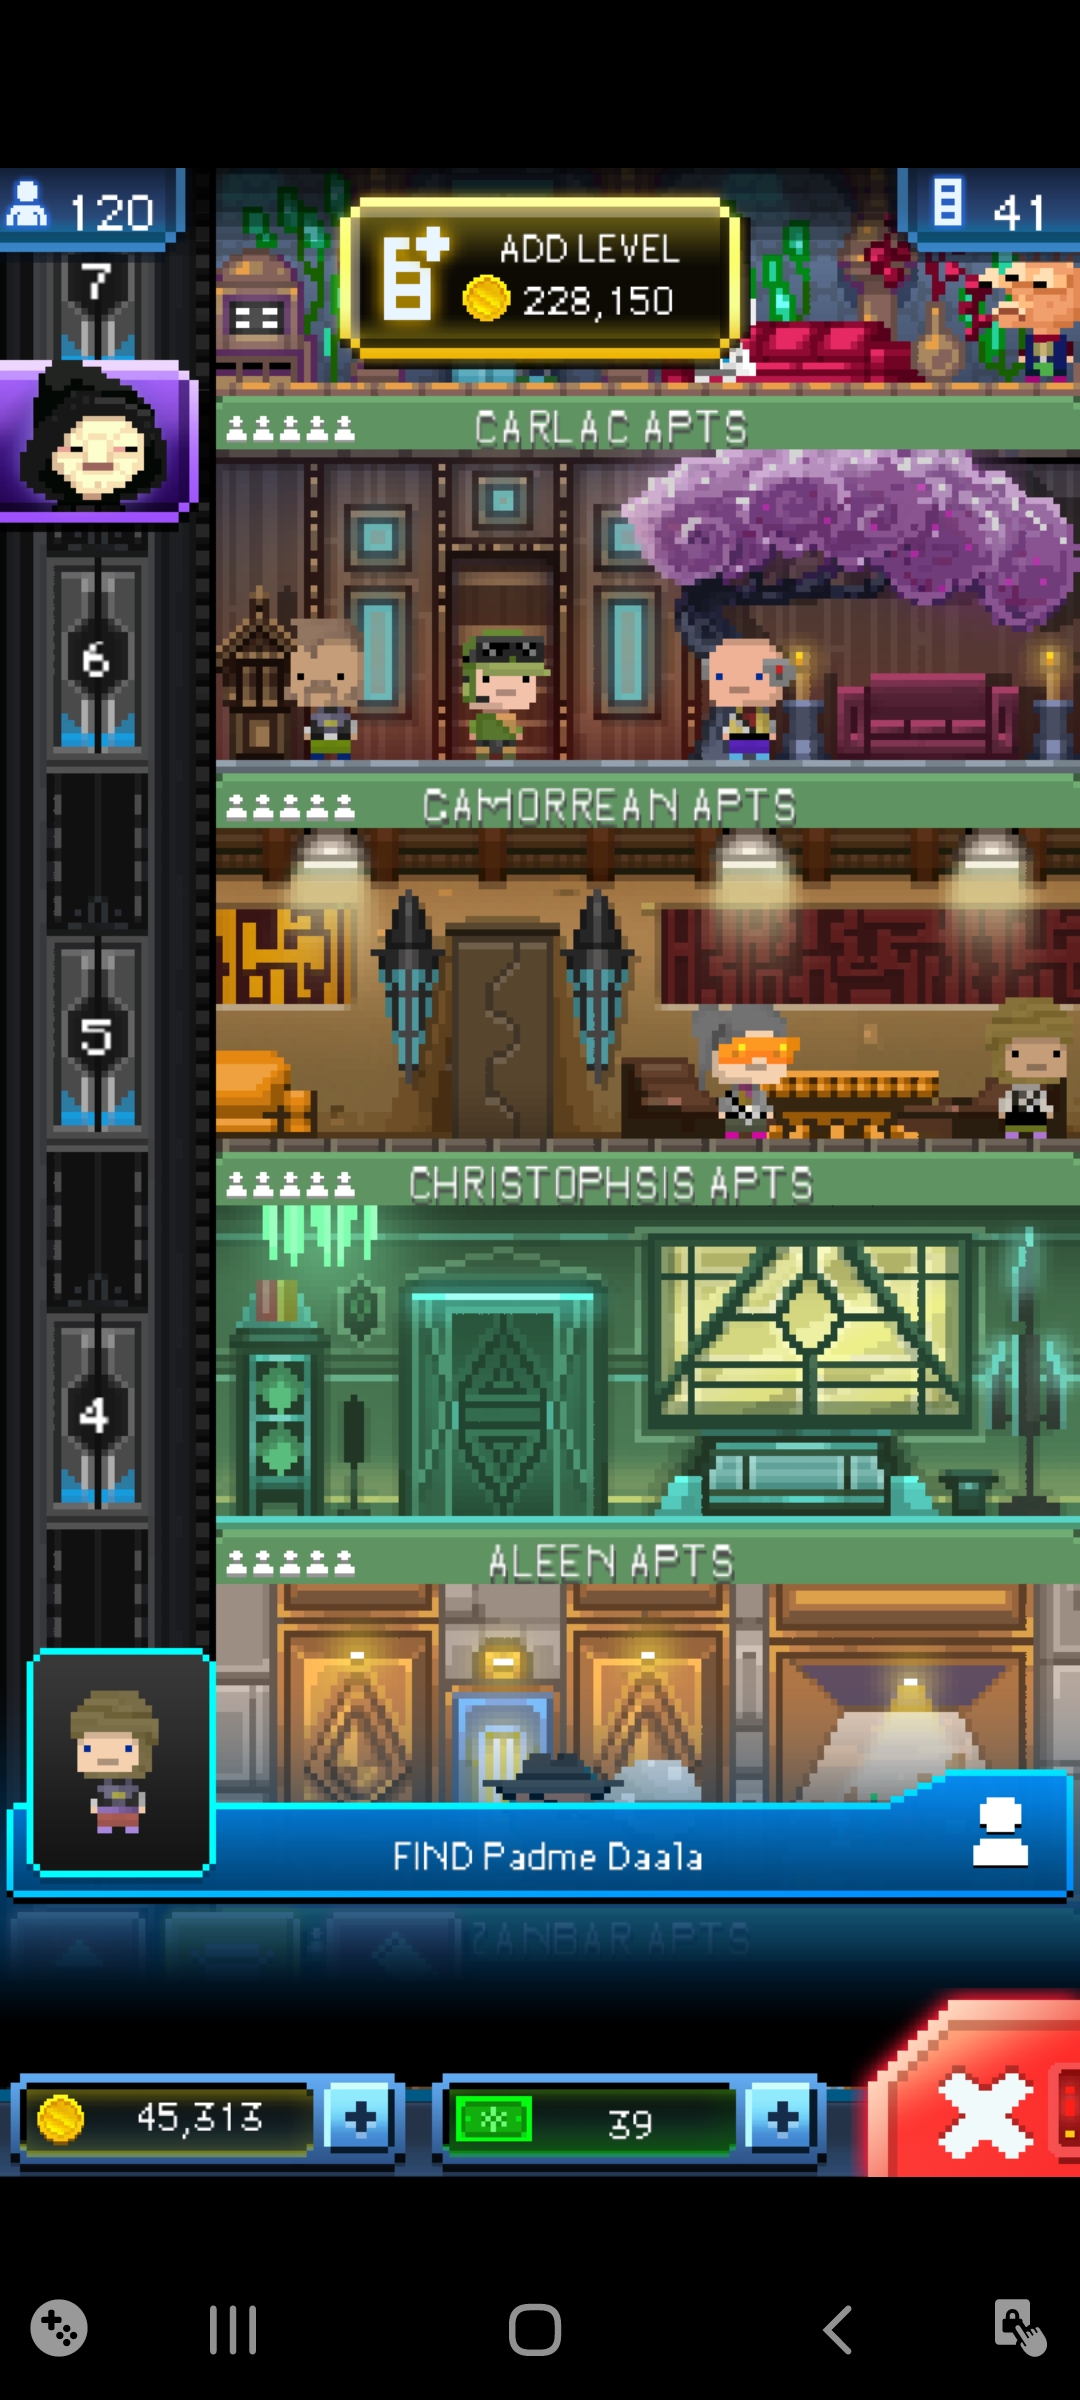 120
41
ADD LEVEL
228,150
7
CARLAC APTS
6
CAMORREAN APTS
5
CHRISTOPHSIS APTS
4
ALEEN APTS
FIND Padme Daala
ZANBAR APTS
45,313
39